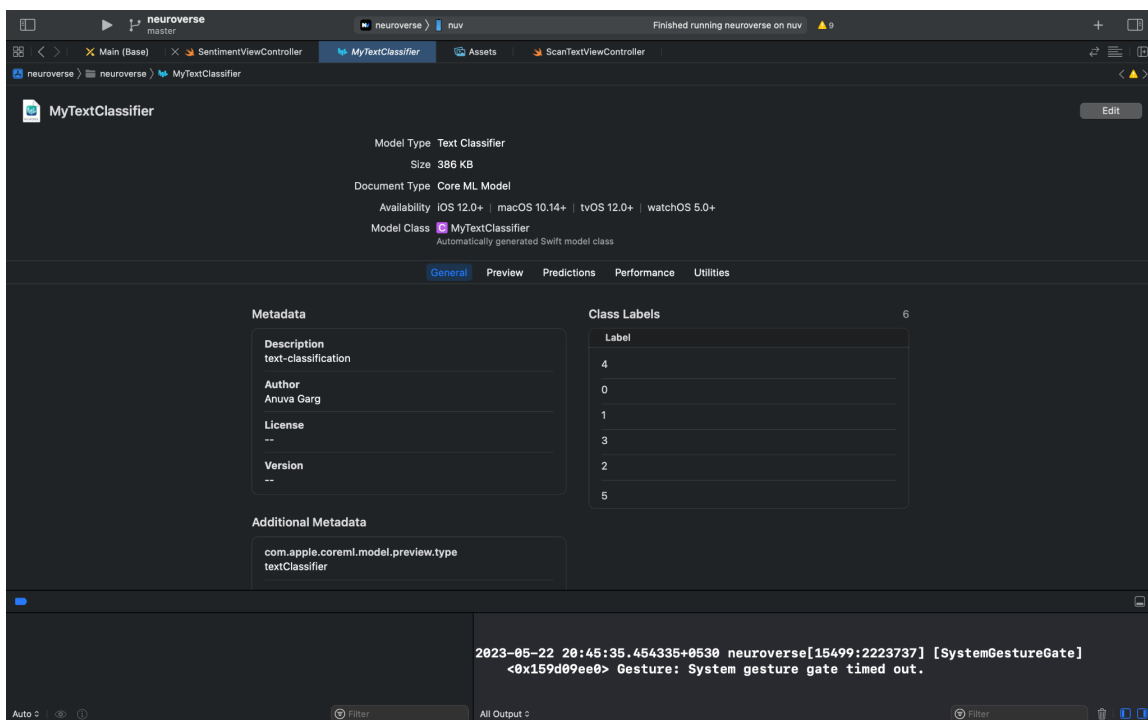 neuroverse
master
neuroverse
nuv
Finished running neuroverse on nuv
9
Main (Base)
SentimentViewController
MyTextClassifier
Assets
ScanTextViewController
neuroverse
neuroverse
MyTextClassifier
MyTextClassifier
Edit
Model Type Text Classifier
Size 386 KB
Document Type Core ML Model
Availability iOS 12.0+ | macOS 10.14+ | tvOS 12.0+ | watchOS 5.0+
Model Class C MyTextClassifier
Automatically generated Swift model class
General Preview Predictions Performance Utilities
Metadata
Description
text-classification
Author
Anuva Garg
License
--
Version
--
Additional Metadata
com.apple.coreml.model.preview.type
textClassifier
Class Labels 6
Label
4
0
1
3
2
5
2023-05-22 20:45:35.454335+0530 neuroverse[15499:2223737] [SystemGestureGate]
<0x159d09ee0> Gesture: System gesture gate timed out.
Auto
Filter
All Output
Filter